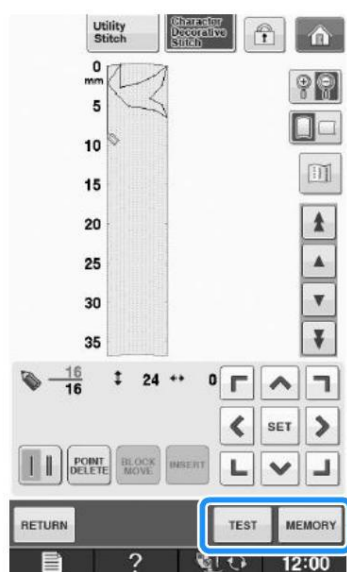 Utility Stitch
Character Decorative Stitch
0
mm
5
10
15
20
25
30
35
16
16
24
0
SET
POINT DELETE
BLOCK MOVE
INSERT
RETURN
TEST
MEMORY
?
12:00